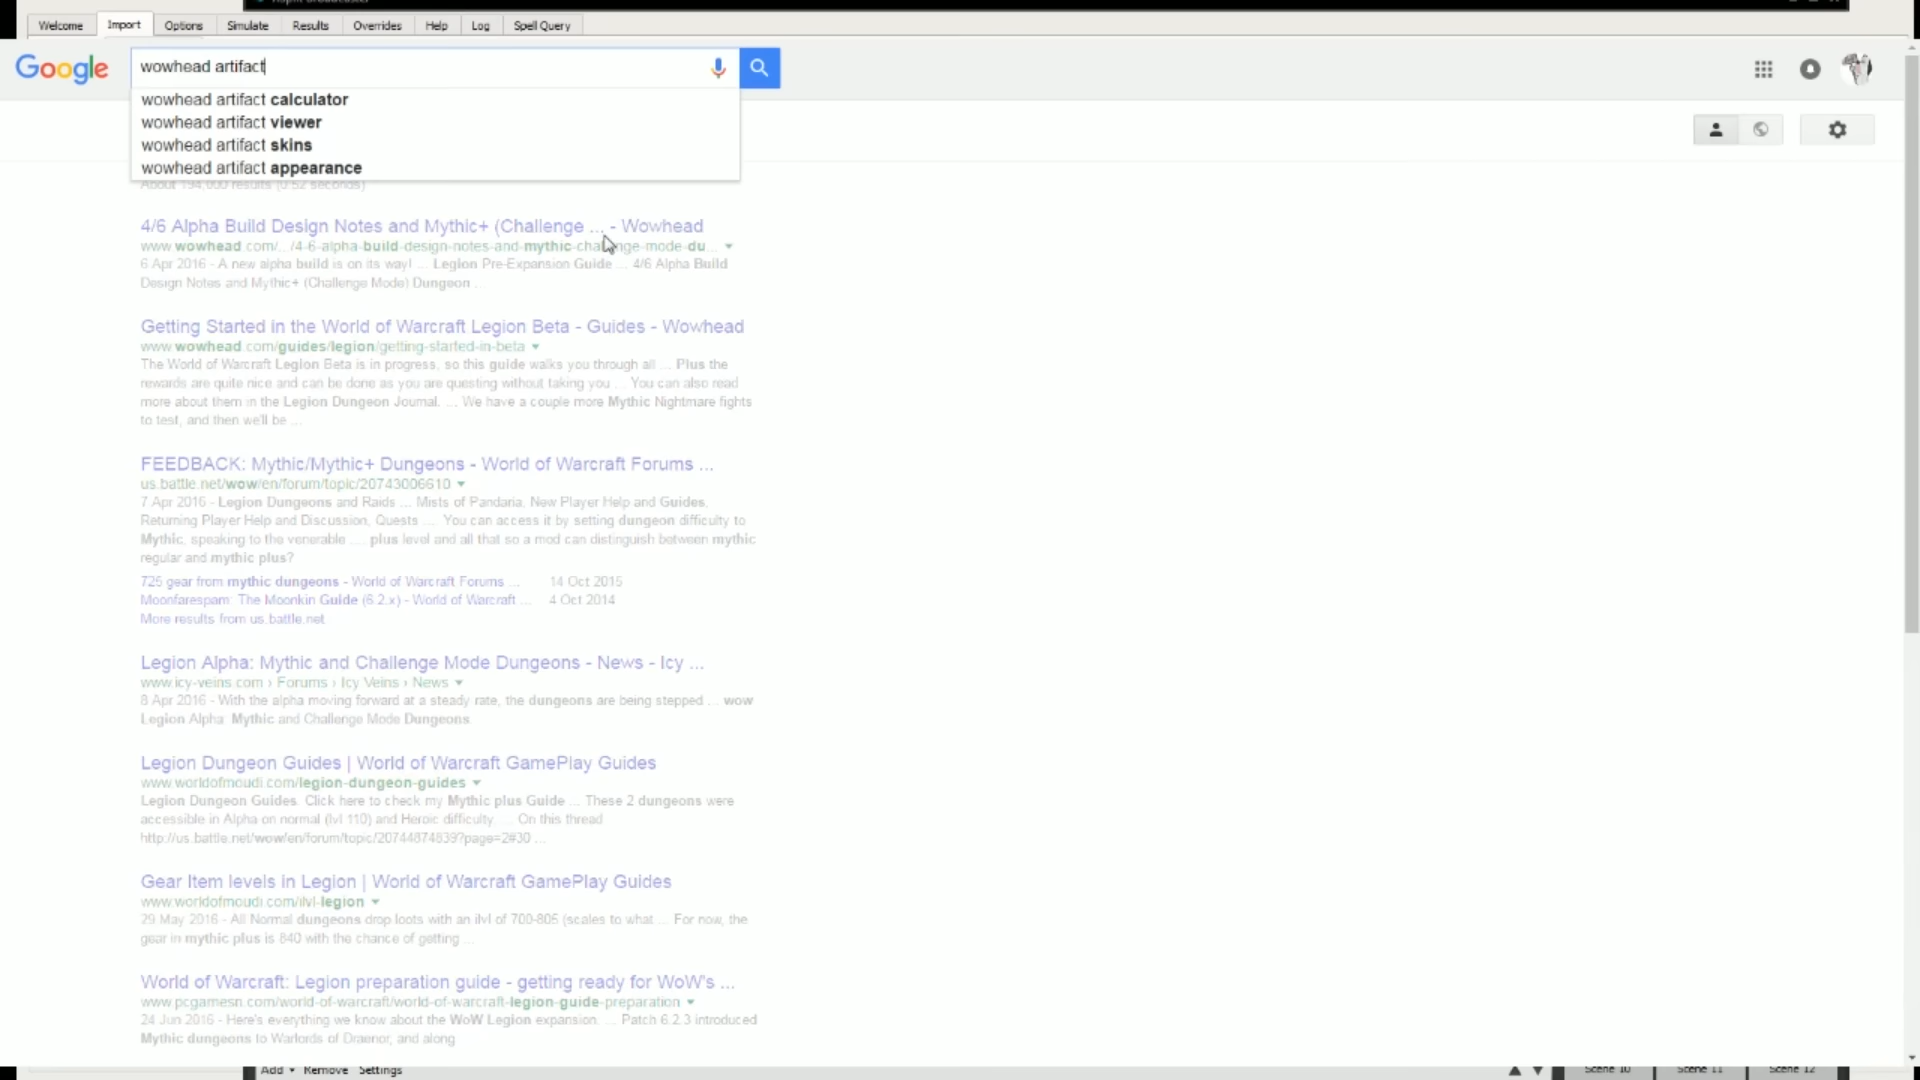 Welcome Import Options Simulate Results Overrides Help Log Spell Query
Google
wowhead artifact
wowhead artifact calculator
wowhead artifact viewer
wowhead artifact skins
wowhead artifact appearance
About 194,000 results (0.52 seconds)
4/6 Alpha Build Design Notes and Mythic+ (Challenge ... - Wowhead
www.wowhead.com/.../4-6-alpha-build-design-notes-and-mythic-challenge-mode-du...
6 Apr 2016 - A new alpha build is on its way! ... Legion Pre-Expansion Guide ... 4/6 Alpha Build
Design Notes and Mythic+ (Challenge Mode) Dungeon ...
Getting Started in the World of Warcraft Legion Beta - Guides - Wowhead
www.wowhead.com/guides/legion/getting-started-in-beta
The World of Warcraft Legion Beta is in progress, so this guide walks you through all ... Plus the
rewards are quite nice and can be done as you are questing without taking you ... You can also read
more about them in the Legion Dungeon Journal. ... We have a couple more Mythic Nightmare fights
to test, and then we'll be ...
FEEDBACK: Mythic/Mythic+ Dungeons - World of Warcraft Forums ...
us.battle.net/wow/en/forum/topic/20743006610
7 Apr 2016 - Legion Dungeons and Raids ... Mists of Pandaria, New Player Help and Guides,
Returning Player Help and Discussion, Quests ... You can access it by setting dungeon difficulty to
Mythic, speaking to the venerable .... plus level and all that so a mod can distinguish between mythic
regular and mythic plus?
725 gear from mythic dungeons - World of Warcraft Forums ... 14 Oct 2015
Moonfarespam: The Moonkin Guide (6.2.x) - World of Warcraft ... 4 Oct 2014
More results from us.battle.net
Legion Alpha: Mythic and Challenge Mode Dungeons - News - Icy ...
www.icy-veins.com › Forums › Icy Veins › News
8 Apr 2016 - With the alpha moving forward at a steady rate, the dungeons are being stepped ... wow
Legion Alpha: Mythic and Challenge Mode Dungeons.
Legion Dungeon Guides | World of Warcraft GamePlay Guides
www.worldofmoudi.com/legion-dungeon-guides
Legion Dungeon Guides. Click here to check my Mythic plus Guide ... These 2 dungeons were
accessible in Alpha on normal (lvl 110) and Heroic difficulty. ... On this thread
http://us.battle.net/wow/en/forum/topic/20744874839?page=2#30 ...
Gear Item levels in Legion | World of Warcraft GamePlay Guides
www.worldofmoudi.com/ilvl-legion
29 May 2016 - All Normal dungeons drop loots with an ilvl of 700-805 (scales to what ... For now, the
gear in mythic plus is 840 with the chance of getting ...
World of Warcraft: Legion preparation guide - getting ready for WoW's ...
www.pcgamesn.com/world-of-warcraft/world-of-warcraft-legion-guide-preparation
24 Jun 2016 - Here's everything we know about the WoW Legion expansion. ... Patch 6.2.3 introduced
Mythic dungeons to Warlords of Draenor, and along
Add Remove Settings Scene 10 Scene 11 Scene 12